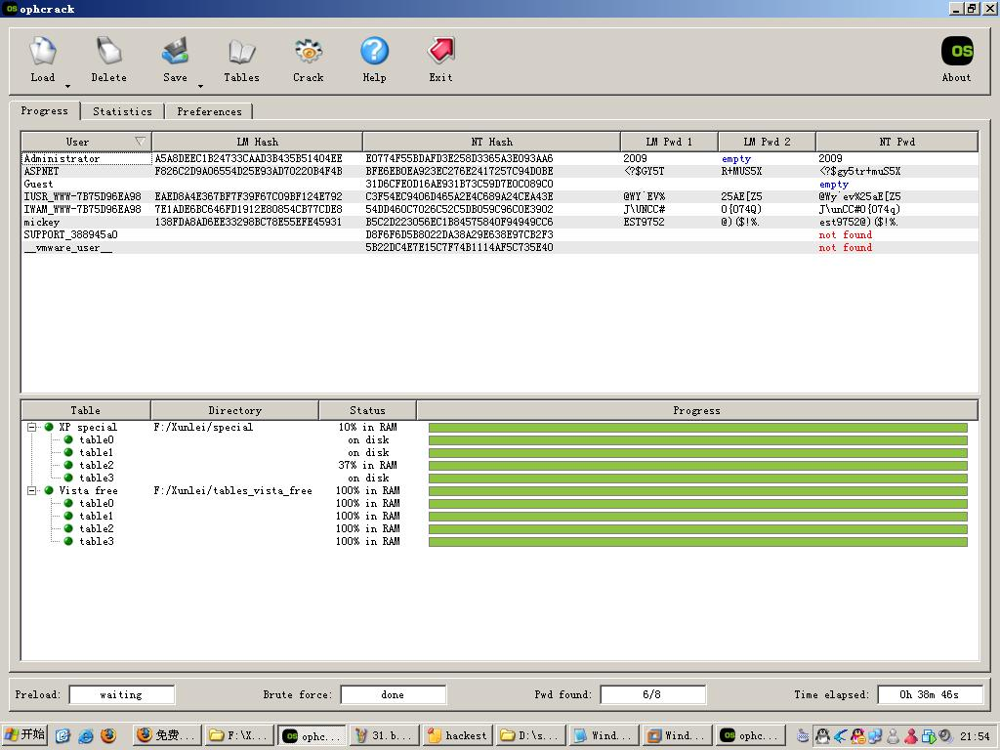 ophcrack
Load Delete Save Tables Crack Help Exit OS About
Progress Statistics Preferences
User LM Hash NT Hash LM Pwd 1 LM Pwd 2 NT Pwd
Administrator A5A8DEEC1B24733CAAD3B435B51404EE E0774F55BDAFD3E258D3365A3E093AA6 2009 empty 2009
ASPNET F826C2D9A06554D25E93AD70220B4F4B BFE6EB0EA923EC276E2417257C94D0BE <?$GY5T R+MUS5X <?$gy5tr+muS5X
Guest 31D6CFE0D16AE931B73C59D7E0C089C0 empty
IUSR_WWW-7B75D96EA98 EAED8A4E367BF7F39F67C09BF124E792 C3F54EC9406D465A2E4C689A24CEA43E @WY`EV% 25AE[Z5 @Wy`ev%25aE[Z5
IWAM_WWW-7B75D96EA98 7E1ADE6BC646FD1912E80854CB77CDE8 54DD460C7026C52C5DB059C96C0E3902 J\UNCC# O{074Q) J\unCC#O{074q)
mickey 138FDA8AD6EE33298BC78E55EFE45931 B5C2D223056EC1B84575840F94949CC6 EST9752 @)($!%. est9752@)($!%.
SUPPORT_388945a0 D8F6F6D5B8022DA38A29E638E97CB2F3 not found
__vmware_user__ 5B22DC4E7E15C7F74B1114AF5C735E40 not found
Table Directory Status Progress
XP special F:/Xunlei/special 10% in RAM
table0 on disk
table1 on disk
table2 37% in RAM
table3 on disk
Vista free F:/Xunlei/tables_vista_free 100% in RAM
table0 100% in RAM
table1 100% in RAM
table2 100% in RAM
table3 100% in RAM
Preload: waiting Brute force: done Pwd found: 6/8 Time elapsed: 0h 38m 46s
开始 免费... F:\X... ophc... 31.b... hackest D:\s... Wind... Wind... ophc... 21:54